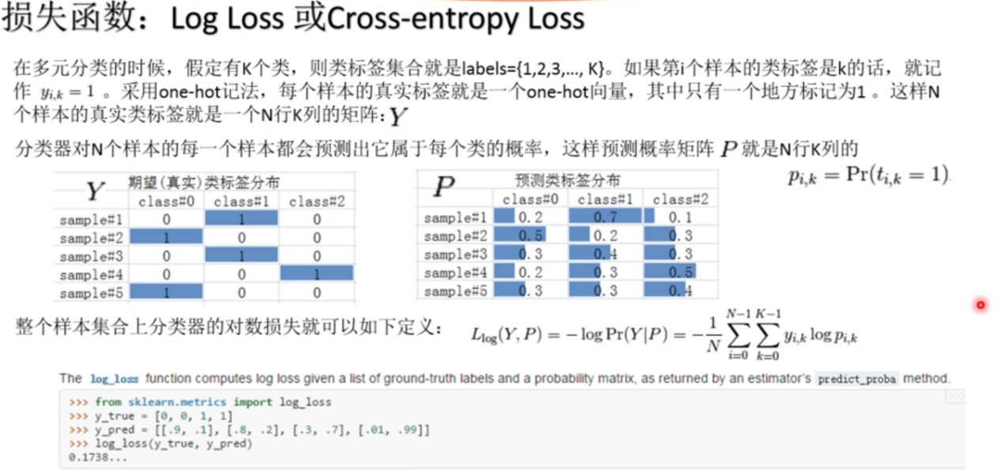 损失函数：Log Loss 或Cross-entropy Loss
在多元分类的时候，假定有K个类，则类标签集合就是labels={1,2,3,..., K}。如果第i个样本的类标签是k的话，就记
作 y_{i,k} = 1 。采用one-hot记法，每个样本的真实标签就是一个one-hot向量，其中只有一个地方标记为1 。这样N
个样本的真实类标签就是一个N行K列的矩阵：Y
分类器对N个样本的每一个样本都会预测出它属于每个类的概率，这样预测概率矩阵 P 就是N行K列的
p_{i,k} = Pr(t_{i,k} = 1).
Y 期望(真实)类标签分布
class#0 class#1 class#2
sample#1 0 1 0
sample#2 1 0 0
sample#3 0 1 0
sample#4 0 0 1
sample#5 1 0 0
P 预测类标签分布
class#0 class#1 class#2
sample#1 0.2 0.7 0.1
sample#2 0.5 0.2 0.3
sample#3 0.3 0.4 0.3
sample#4 0.2 0.3 0.5
sample#5 0.3 0.3 0.4
整个样本集合上分类器的对数损失就可以如下定义： L_{log}(Y, P) = − log Pr(Y|P) = −\frac{1}{N} \sum_{i=0}^{N−1} \sum_{k=0}^{K−1} y_{i,k} log p_{i,k}
The log_loss function computes log loss given a list of ground-truth labels and a probability matrix, as returned by an estimator's predict_proba method.
>>>
>>> from sklearn.metrics import log_loss
>>> y_true = [0, 0, 1, 1]
>>> y_pred = [[.9, .1], [.8, .2], [.3, .7], [.01, .99]]
>>> log_loss(y_true, y_pred)
0.1738...